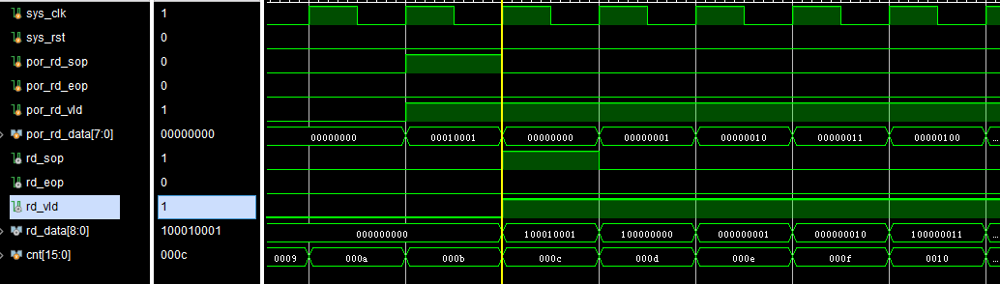 sys_clk 1
sys_rst 0
por_rd_sop 0
por_rd_eop 0
por_rd_vld 1
por_rd_data[7:0] 00000000 00000000 00010001 00000000 00000001 00000010 00000011 00000100 ...
rd_sop 1
rd_eop 0
rd_vld 1
rd_data[8:0] 100010001 000000000 100010001 100000000 000000001 000000010 100000011 ...
cnt[15:0] 000c 0009 000a 000b 000c 000d 000e 000f 0010 ...